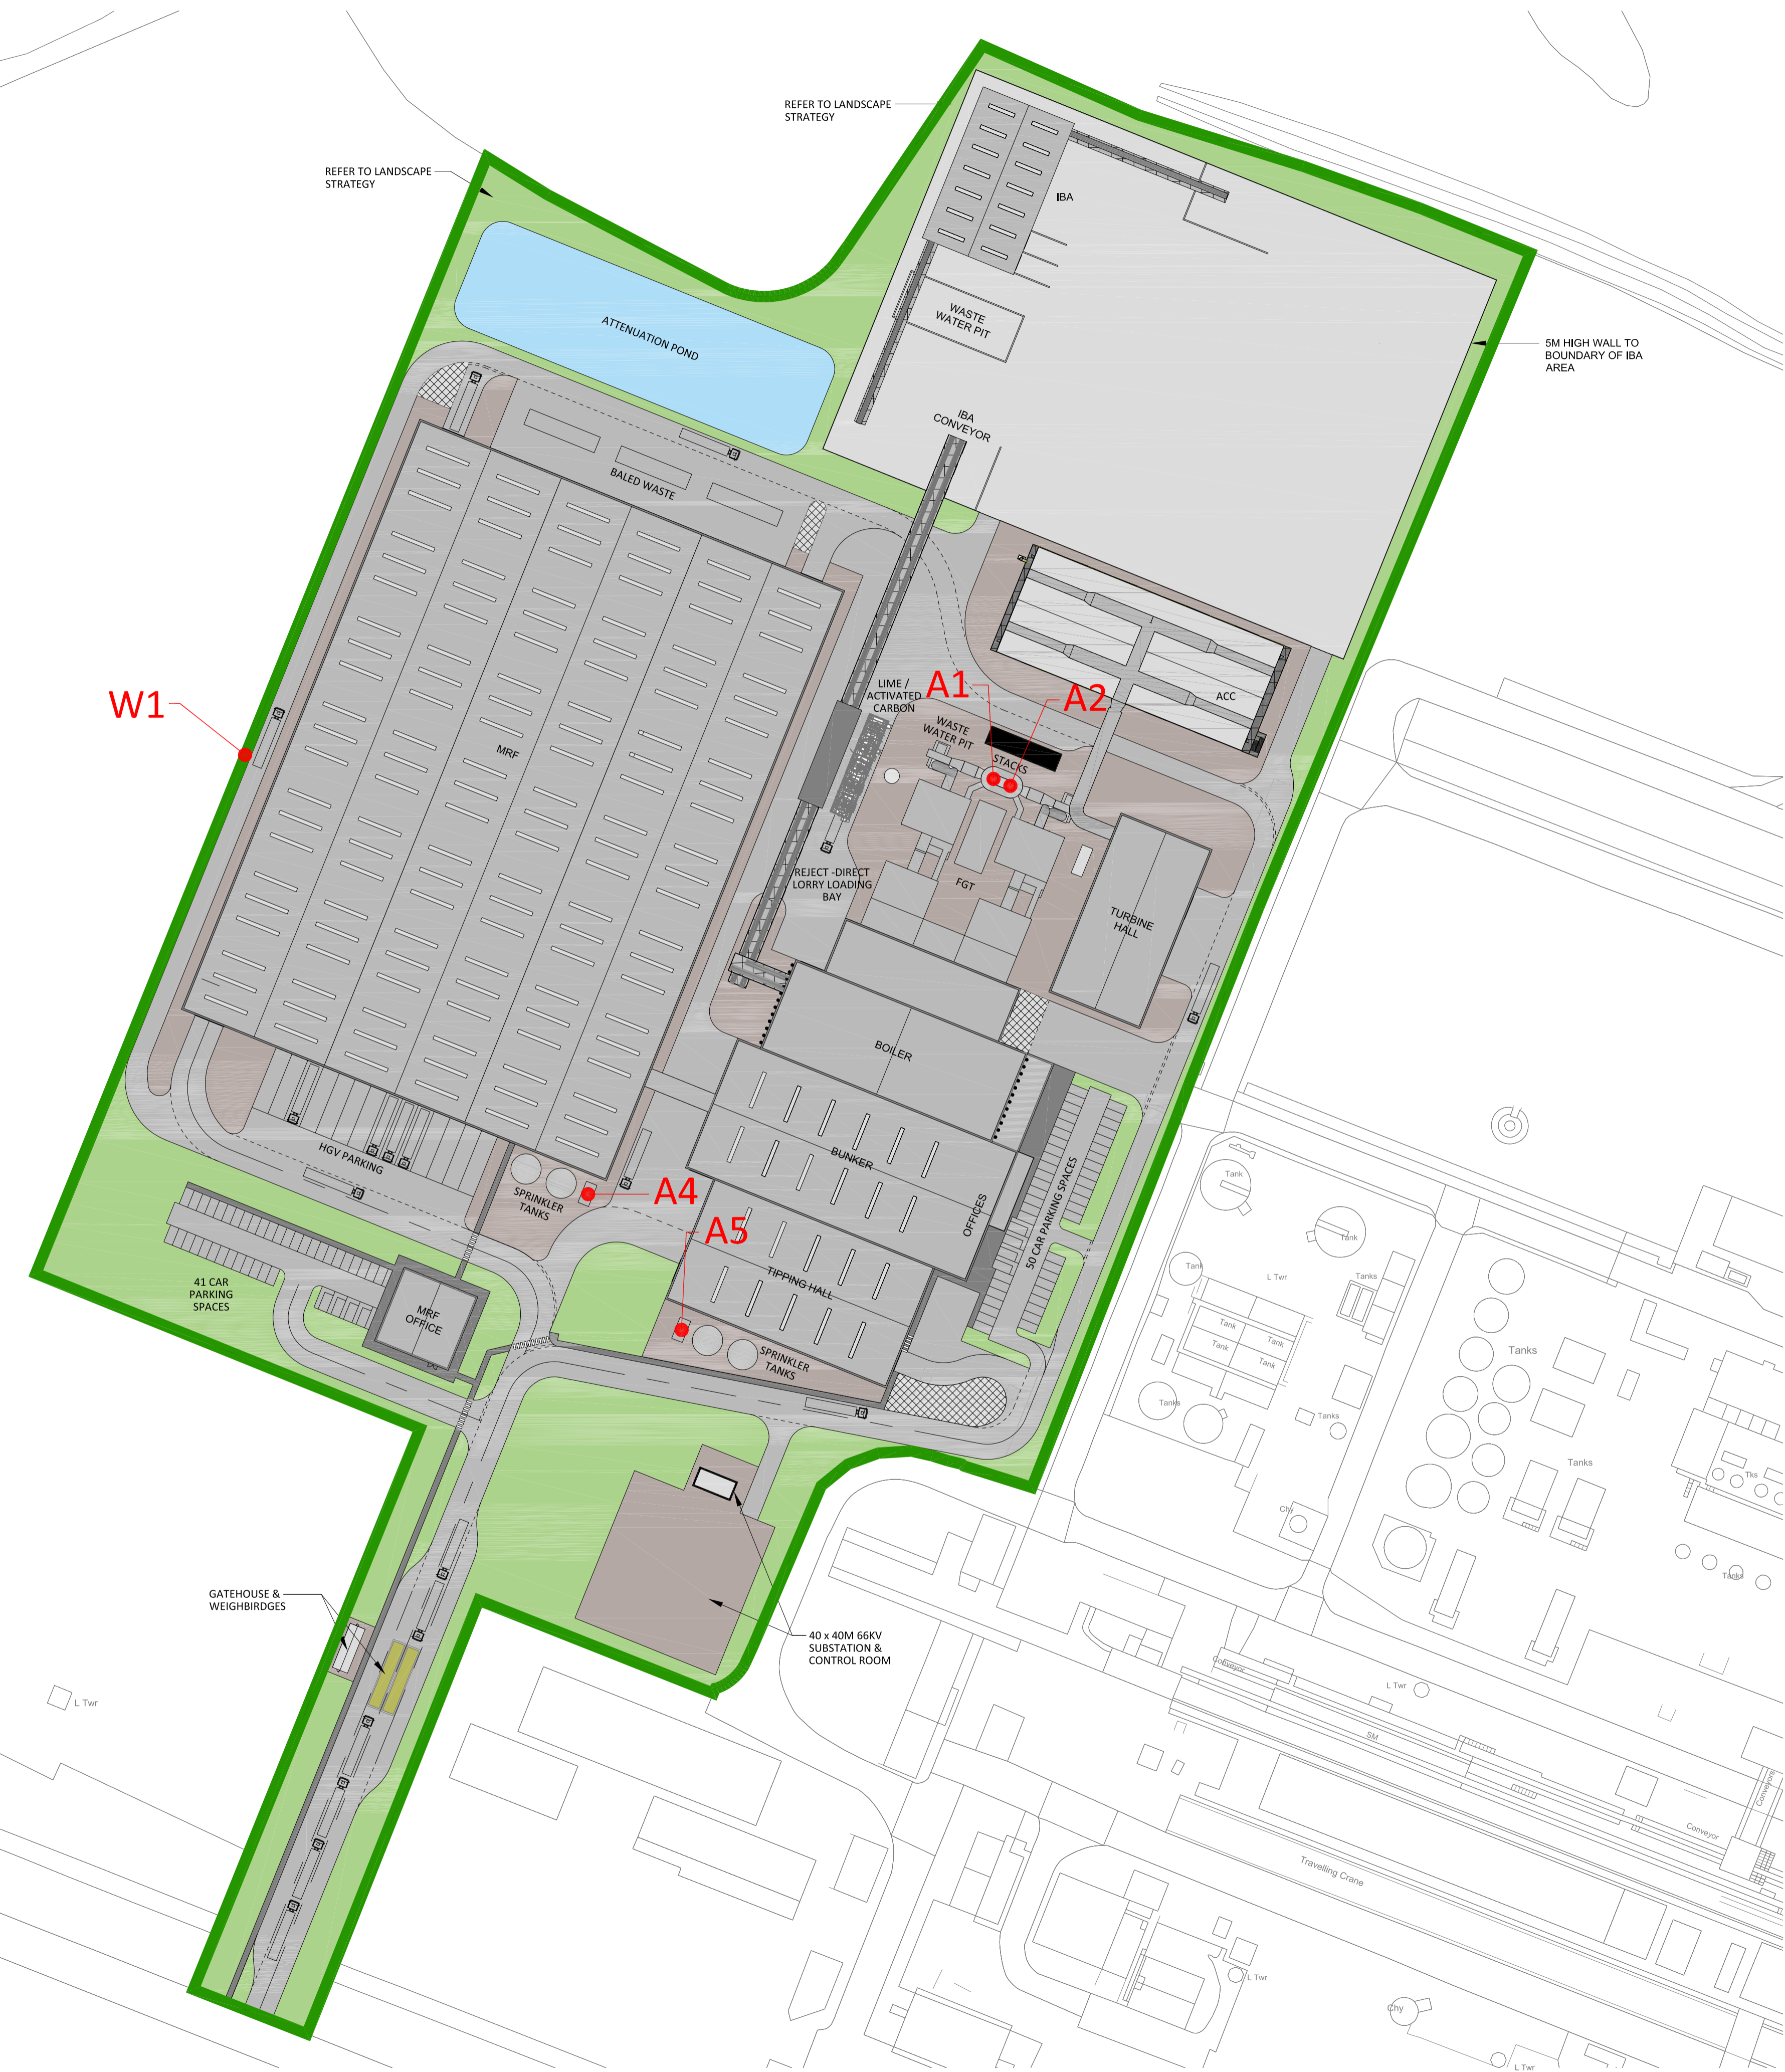 REFER TO LANDSCAPE
STRATEGY
REFER TO LANDSCAPE
STRATEGY
IBA
WASTE
WATER PIT
ATTENUATION POND
5M HIGH WALL TO
BOUNDARY OF IBA
AREA
IBA
CONVEYOR
BALED WASTE
W1
MRF
LIME /
ACTIVATED
CARBON
A1
A2
ACC
WASTE
WATER PIT
STACKS
REJECT -DIRECT
LORRY LOADING
BAY
FGT
TURBINE
HALL
BOILER
BUNKER
OFFICES
50 CAR PARKING SPACES
HGV PARKING
SPRINKLER
TANKS
A4
A5
TIPPING HALL
41 CAR
PARKING
SPACES
MRF
OFFICE
SPRINKLER
TANKS
GATEHOUSE &
WEIGHBIRDGES
40 x 40M 66KV
SUBSTATION &
CONTROL ROOM
L Twr
Tank
Tank
Tank
L Twr
Tanks
Tank
Tank
Tank
Tank
Tanks
Tanks
Tanks
Tanks
Tks
Tanks
Chy
Conveyor
L Twr
SM
Conveyors
Conveyor
Travelling Crane
L Twr
Chy
L Twr